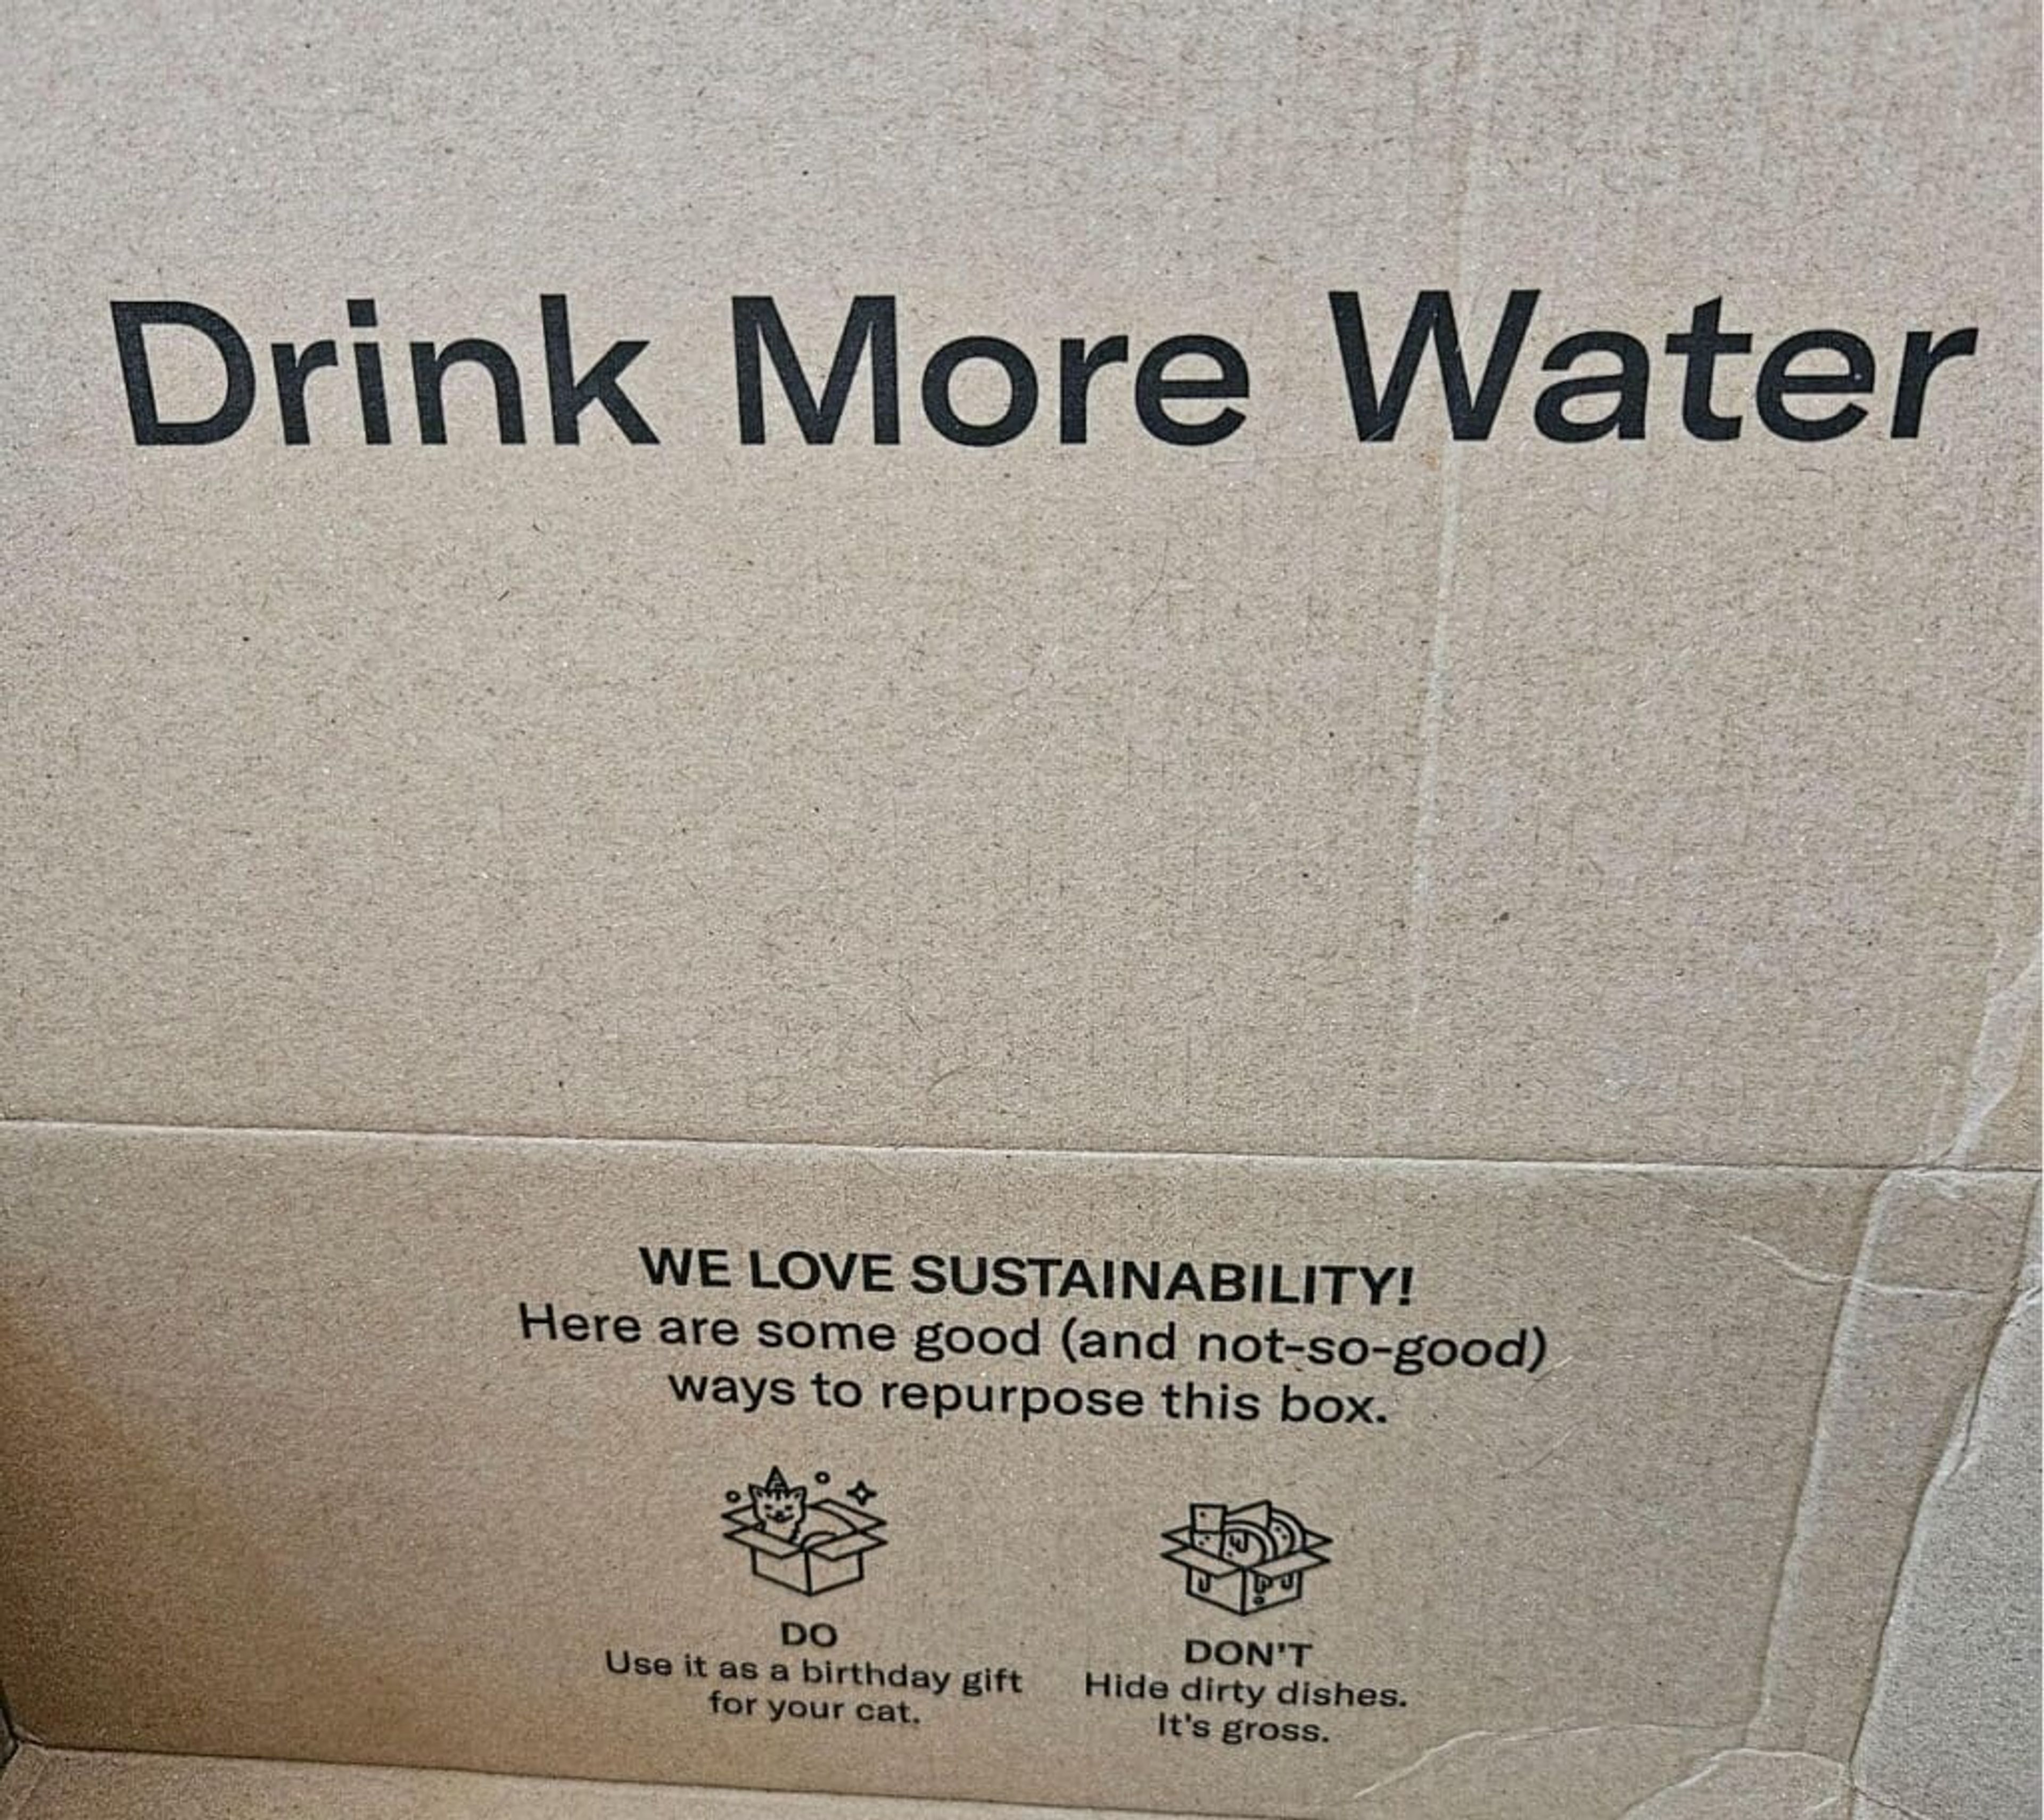 Drink More Water
WE LOVE SUSTAINABILITY!
Here are some good (and not-so-good)
ways to repurpose this box.
DO
Use it as a birthday gift
for your cat.
DON'T
Hide dirty dishes.
It's gross.